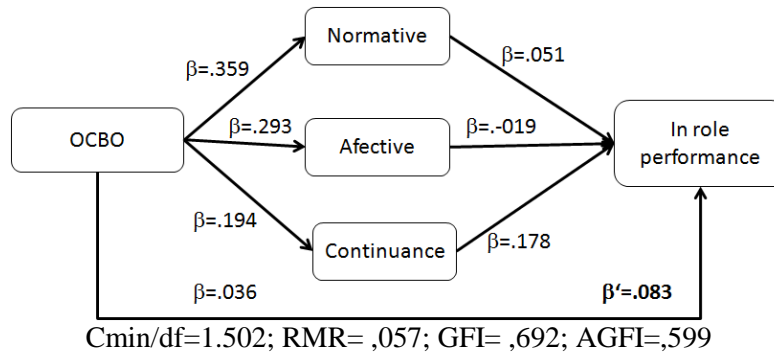 Normative
β=.359
β=.051
OCBO
β=.293
Afective
β=.-019
In role
performance
β=.194
Continuance
β=.178
β=.036
β‘=.083
Cmin/df=1.502; RMR= ,057; GFI= ,692; AGFI=,599